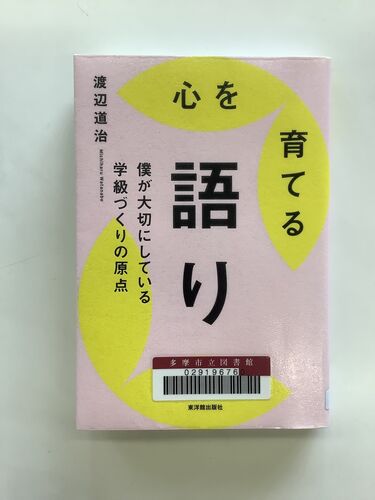 心を
育てる
語り
渡辺道治
Michiharu Watanabe
僕が大切にしている
学級づくりの原点
多摩市立図書館
02919676
東洋館出版社